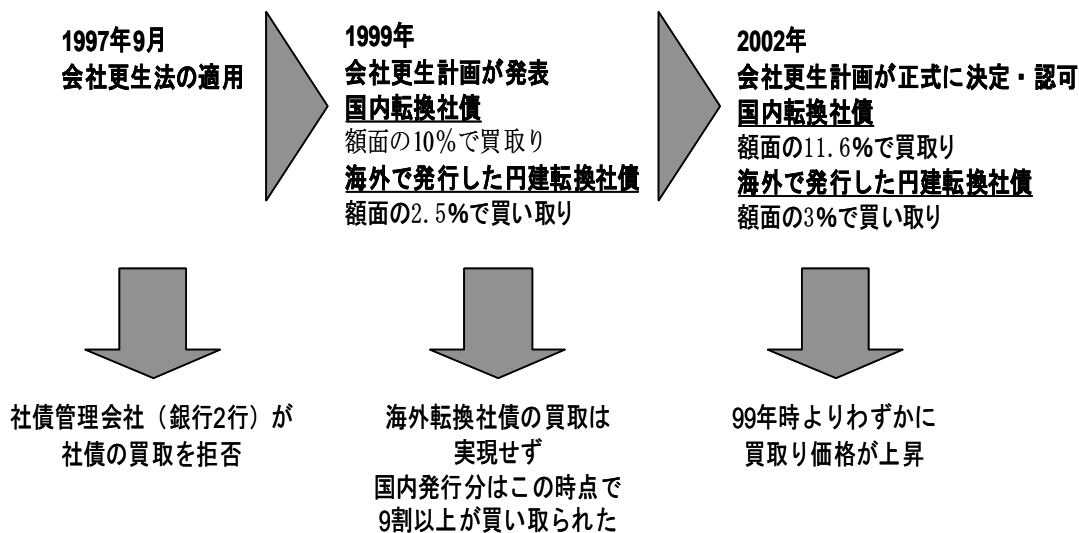 1997年9月
会社更生法の適用
1999年
会社更生計画が発表
国内転換社債
額面の10％で買取り
海外で発行した円建転換社債
額面の2.5％で買い取り
2002年
会社更生計画が正式に決定・認可
国内転換社債
額面の11.6％で買取り
海外で発行した円建転換社債
額面の3％で買い取り
社債管理会社（銀行2行）が
社債の買取を拒否
海外転換社債の買取は
実現せず
国内発行分はこの時点で
9割以上が買い取られた
99年時よりわずかに
買取り価格が上昇